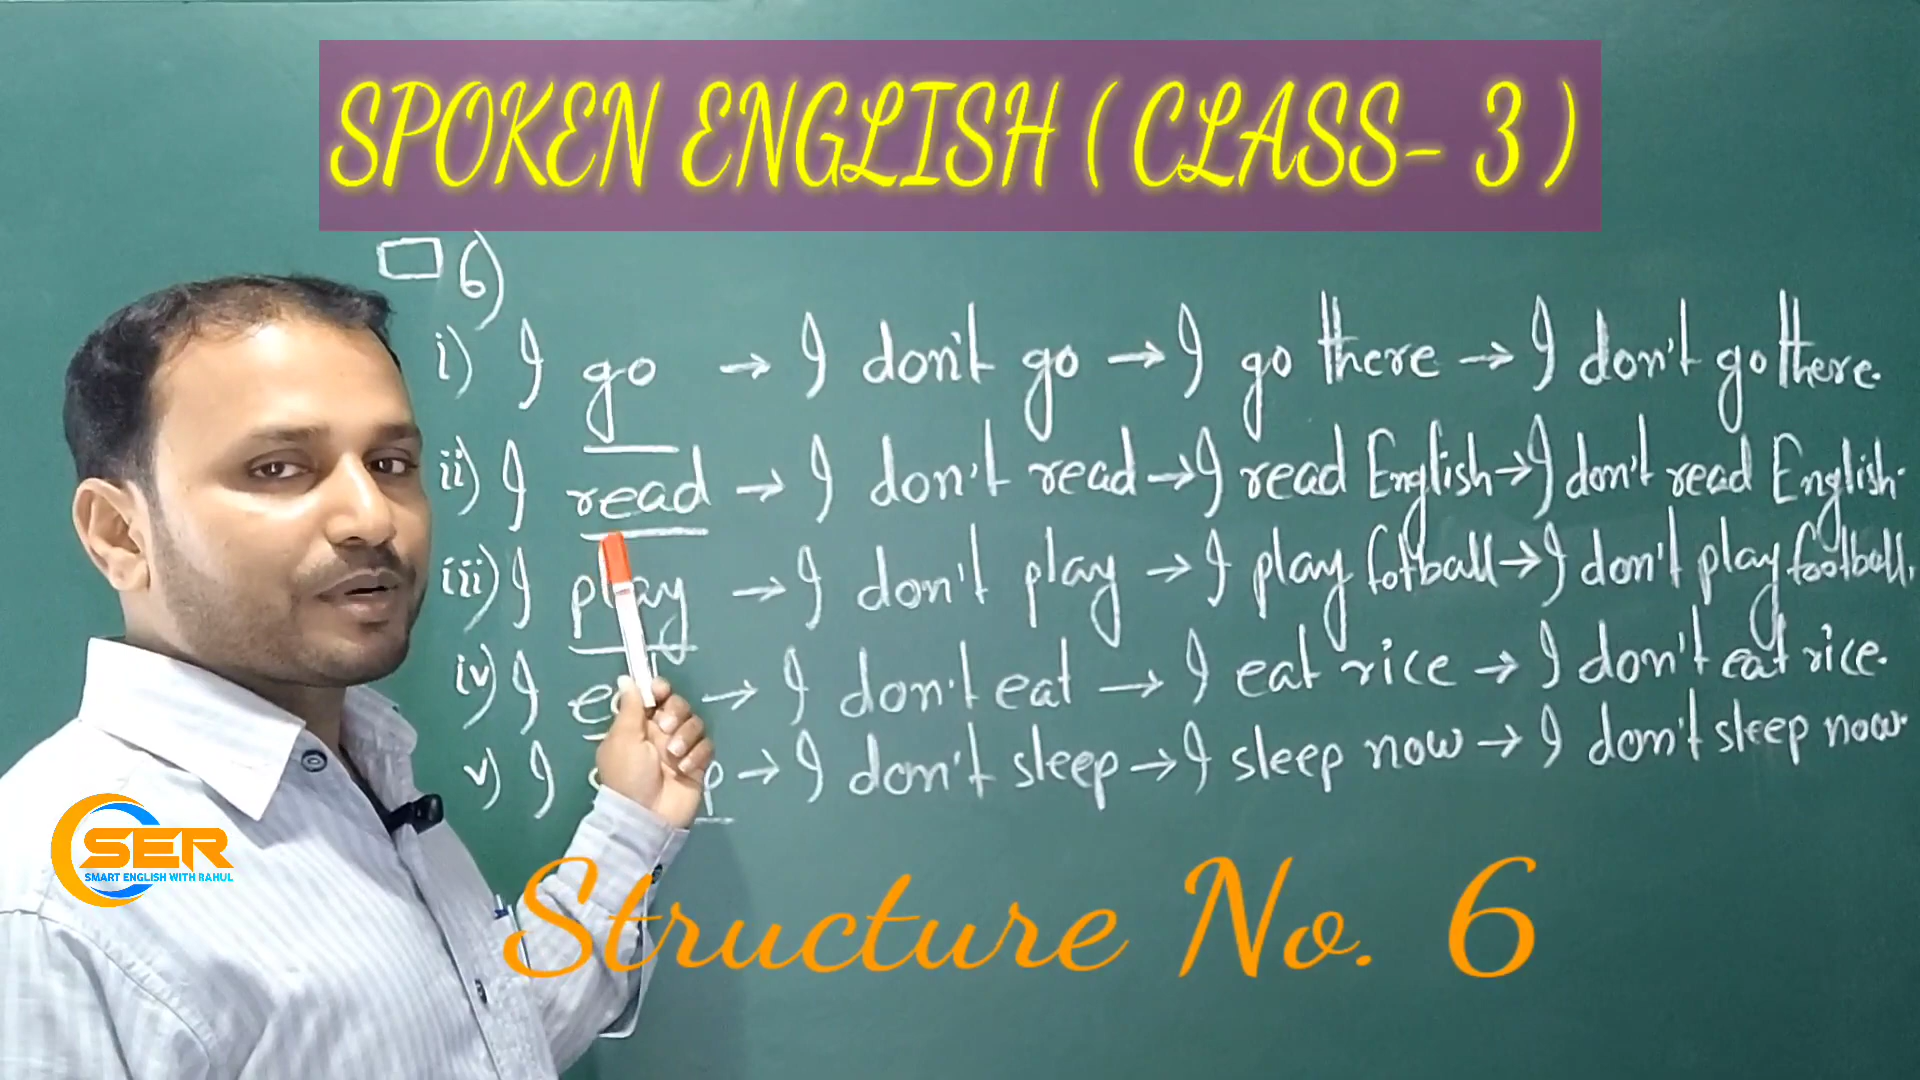 SPOKEN ENGLISH ( CLASS- 3 )
6)
i) I go → I don't go → I go there → I don't go there.
ii) I read → I don't read → I read English → I don't read English.
iii) I play → I don't play → I play fotball → I don't play football.
iv) I → I don't eat → I eat rice → I don't eat rice.
v) I → I don't sleep → I sleep now → I don't sleep now.
SER
SMART ENGLISH WITH RAHUL
Structure No. 6